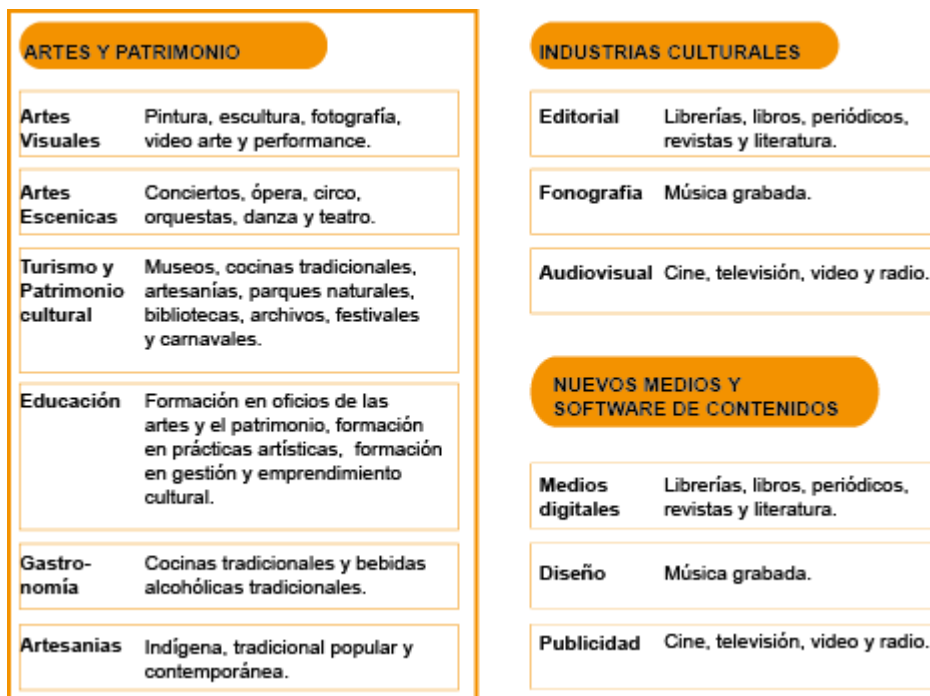 ARTES Y PATRIMONIO
Artes
Visuales
Pintura, escultura, fotografía,
video arte y performance.
Artes
Escenicas
Conciertos, ópera, circo,
orquestas, danza y teatro.
Turismo y
Patrimonio
cultural
Museos, cocinas tradicionales,
artesanías, parques naturales,
bibliotecas, archivos, festivales
y carnavales.
Educación
Formación en oficios de las
artes y el patrimonio, formación
en prácticas artísticas, formación
en gestión y emprendimiento
cultural.
Gastro-
nomía
Cocinas tradicionales y bebidas
alcohólicas tradicionales.
Artesanias
Indígena, tradicional popular y
contemporánea.
INDUSTRIAS CULTURALES
Editorial
Librerías, libros, periódicos,
revistas y literatura.
Fonografia
Música grabada.
Audiovisual
Cine, televisión, video y radio.
NUEVOS MEDIOS Y
SOFTWARE DE CONTENIDOS
Medios
digitales
Librerías, libros, periódicos,
revistas y literatura.
Diseño
Música grabada.
Publicidad
Cine, televisión, video y radio.